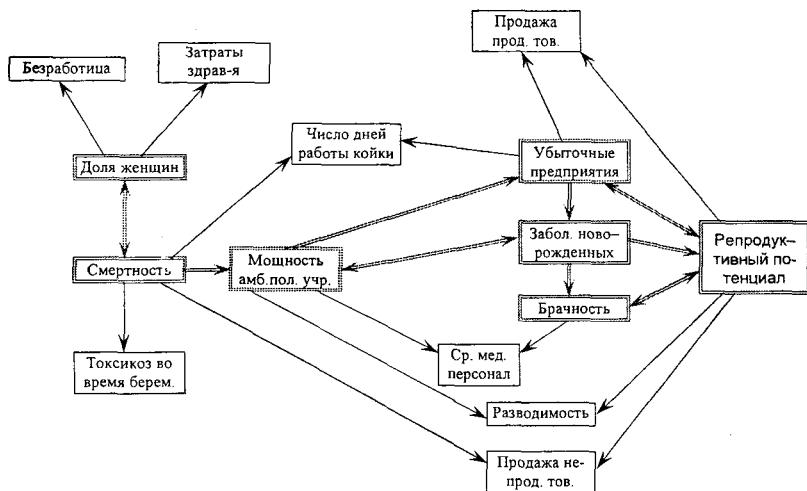 Продажа
прод. тов.
Затраты
здрав-я
Безработица
Число дней
работы койки
Убыточные
предприятия
Доля женщин
Забол. ново–
рожденных
Репродук–
тивный по-
тенциал
Смертность
Мощность
амб.пол. учр.
Брачность
Ср. мед.
персонал
Токсикоз во
время берем.
Разводимость
Продажа не-
прод. тов.